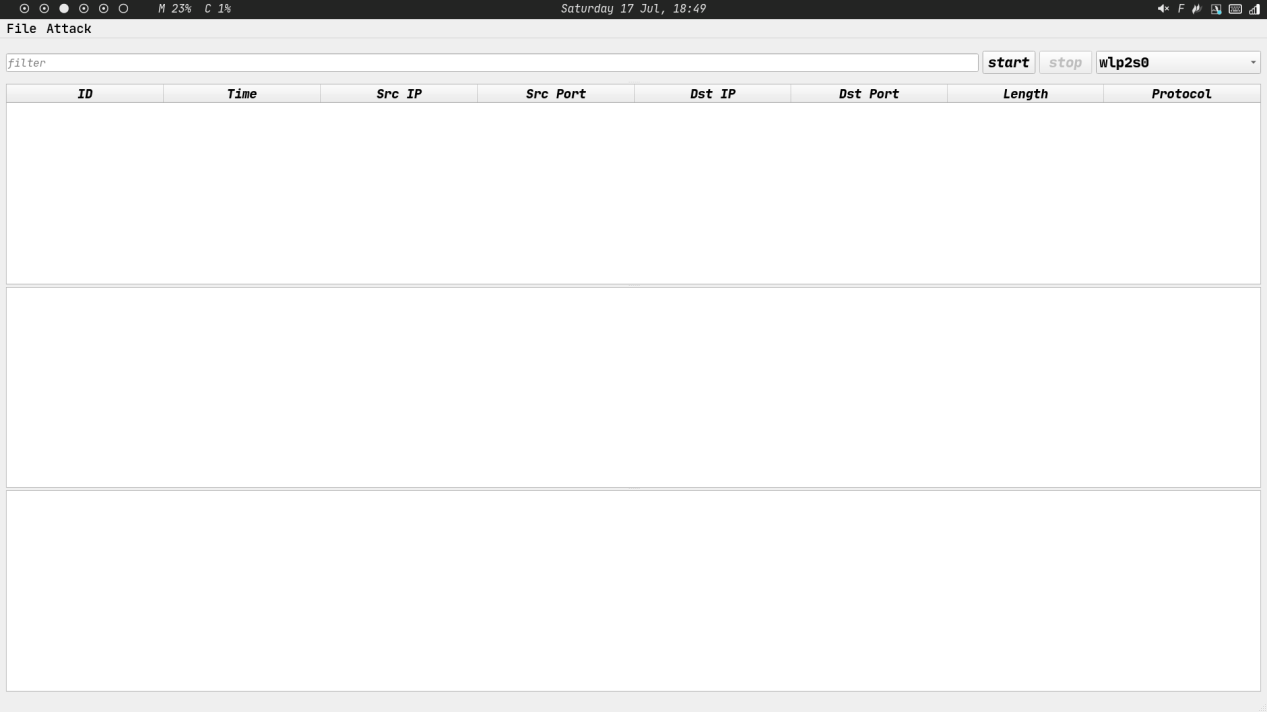 M 23% C 1% Saturday 17 Jul, 18:49 F
File Attack
filter start stop wlp2s0
ID Time Src IP Src Port Dst IP Dst Port Length Protocol